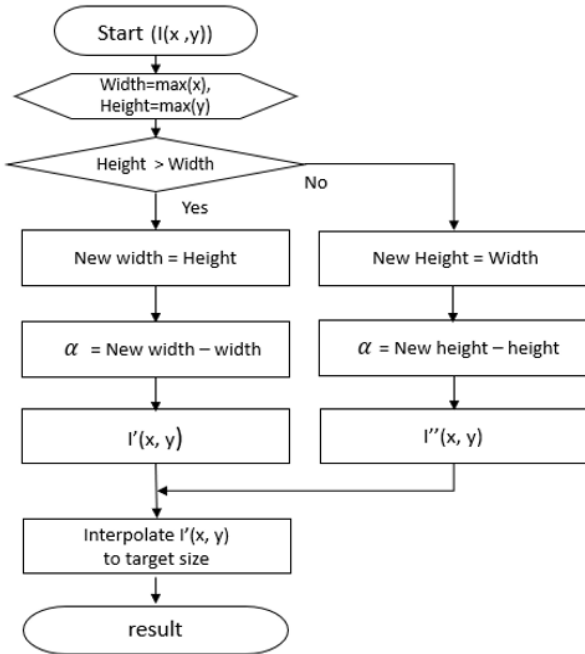 Start (I(x ,y))
Width=max(x),
Height=max(y)
Height > Width
No
Yes
New width = Height
New Height = Width
α = New width – width
α = New height – height
I'(x, y)
I’’(x, y)
Interpolate I’(x, y)
to target size
result